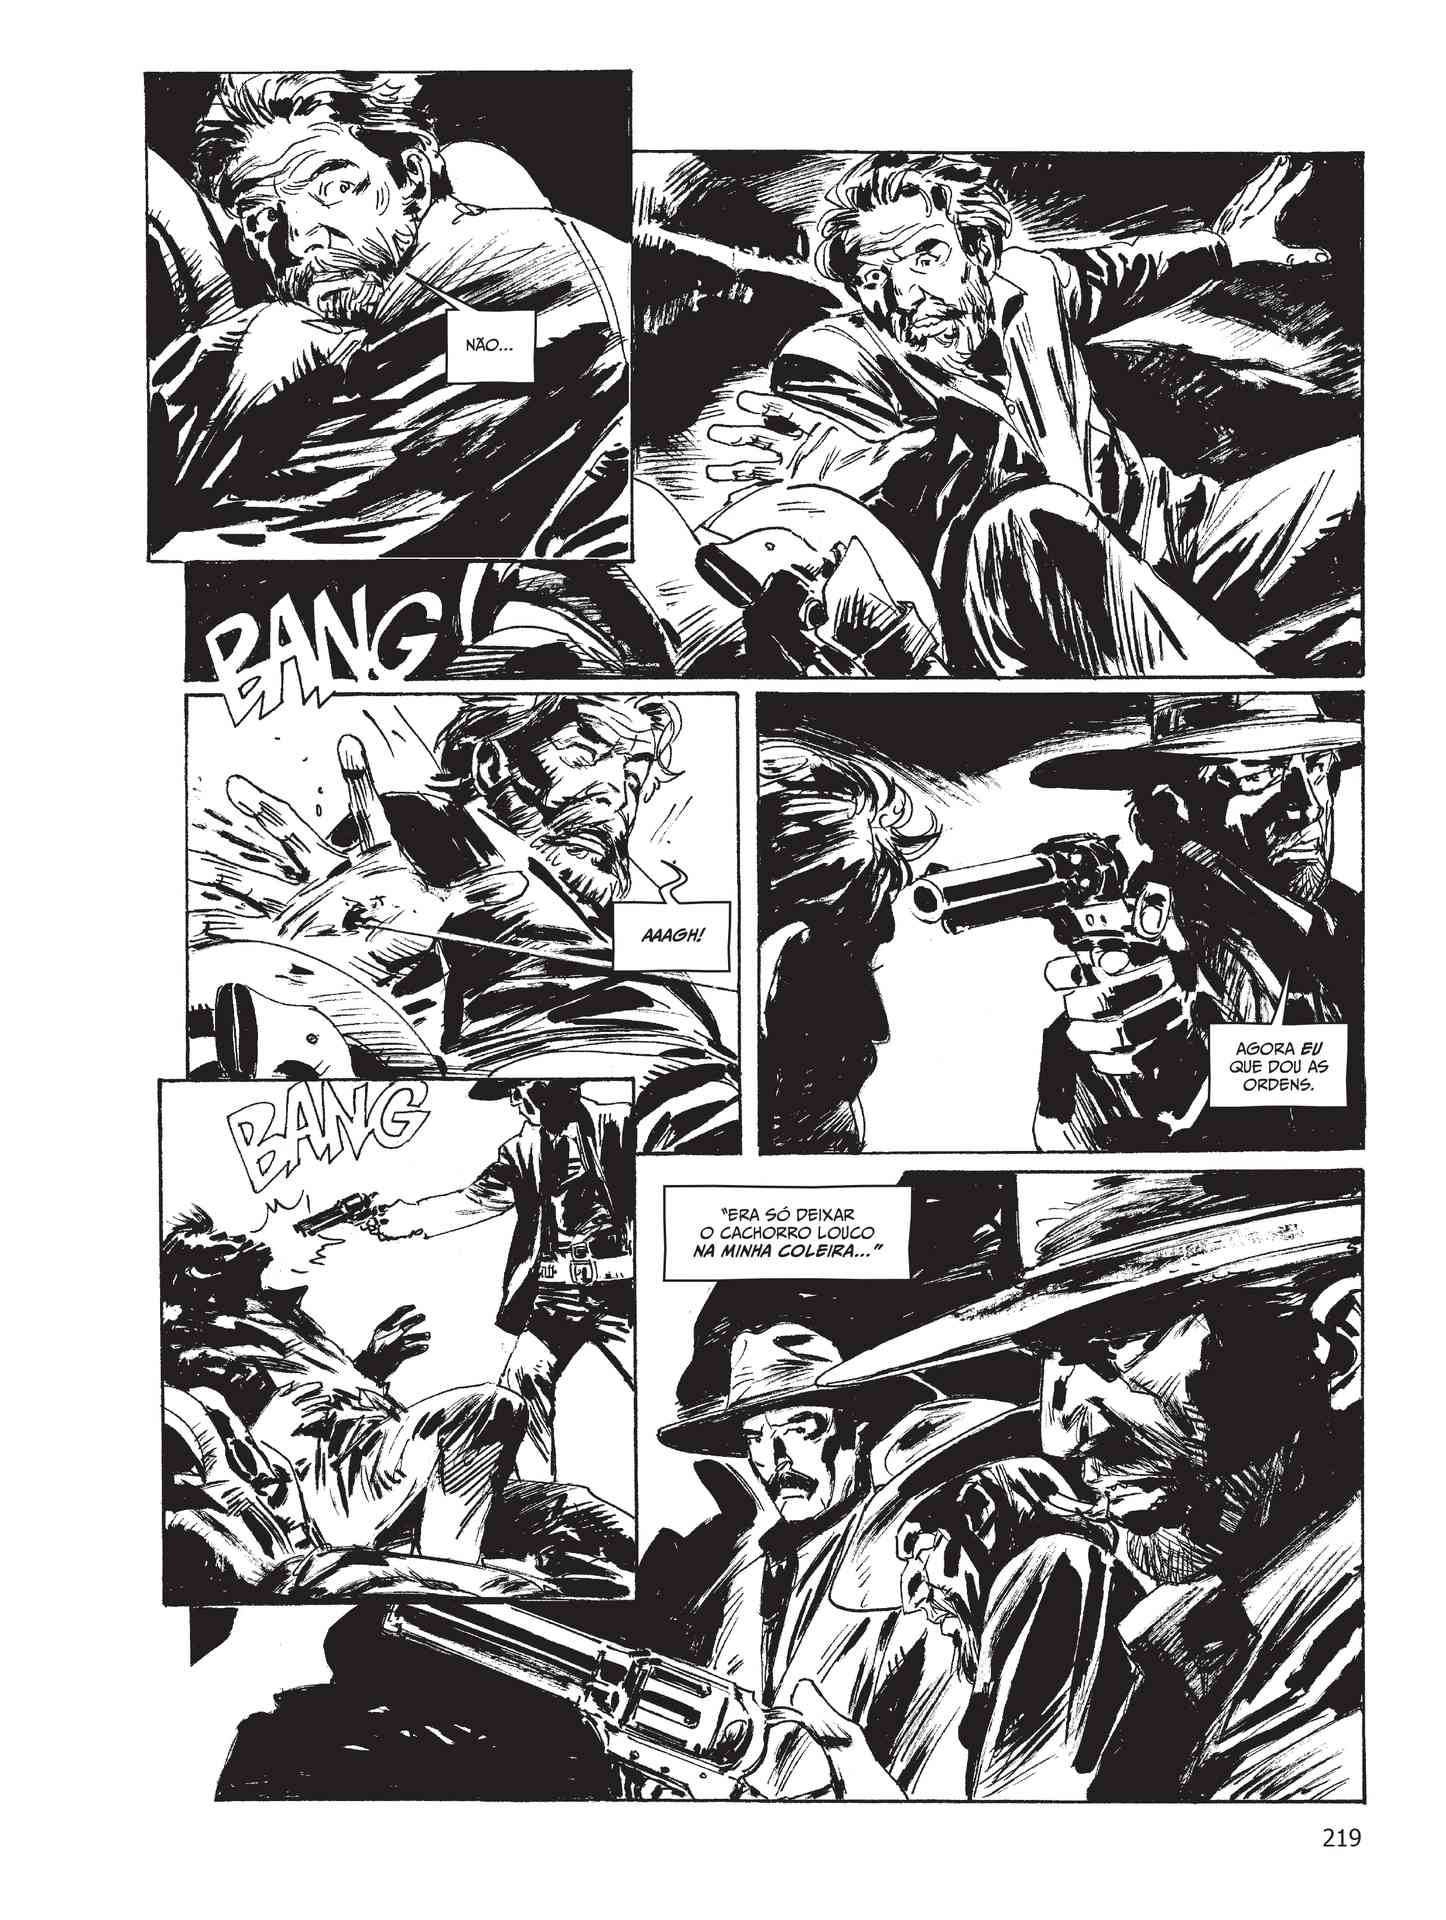 NÃO...
BANG!
AAAGH!
AGORA EU
QUE DOU AS
ORDENS.
BANG
"ERA SÓ DEIXAR
O CACHORRO LOUCO
NA MINHA COLEIRA..."
219